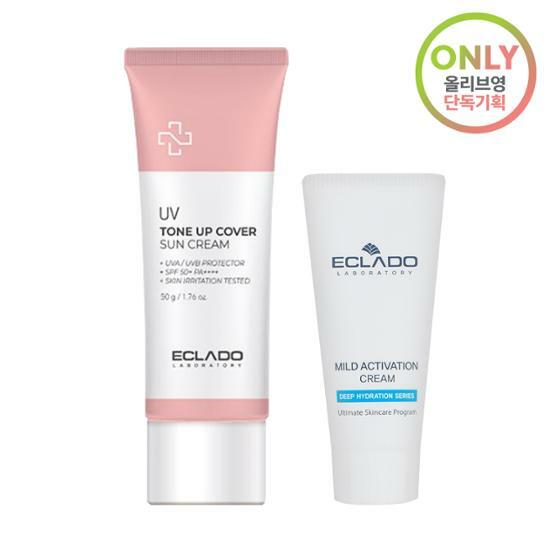 ONLY
올리브영
단독기획
UV
TONE UP COVER
SUN CREAM
• UVA / UVB PROTECTOR
• SPF 50+ PA++++
• SKIN IRRITATION TESTED
50 g / 1.76 oz.
ECLADO
LABORATORY
ECLADO
LABORATORY
MILD ACTIVATION
CREAM
DEEP HYDRATION SERIES
Ultimate Skincare Program